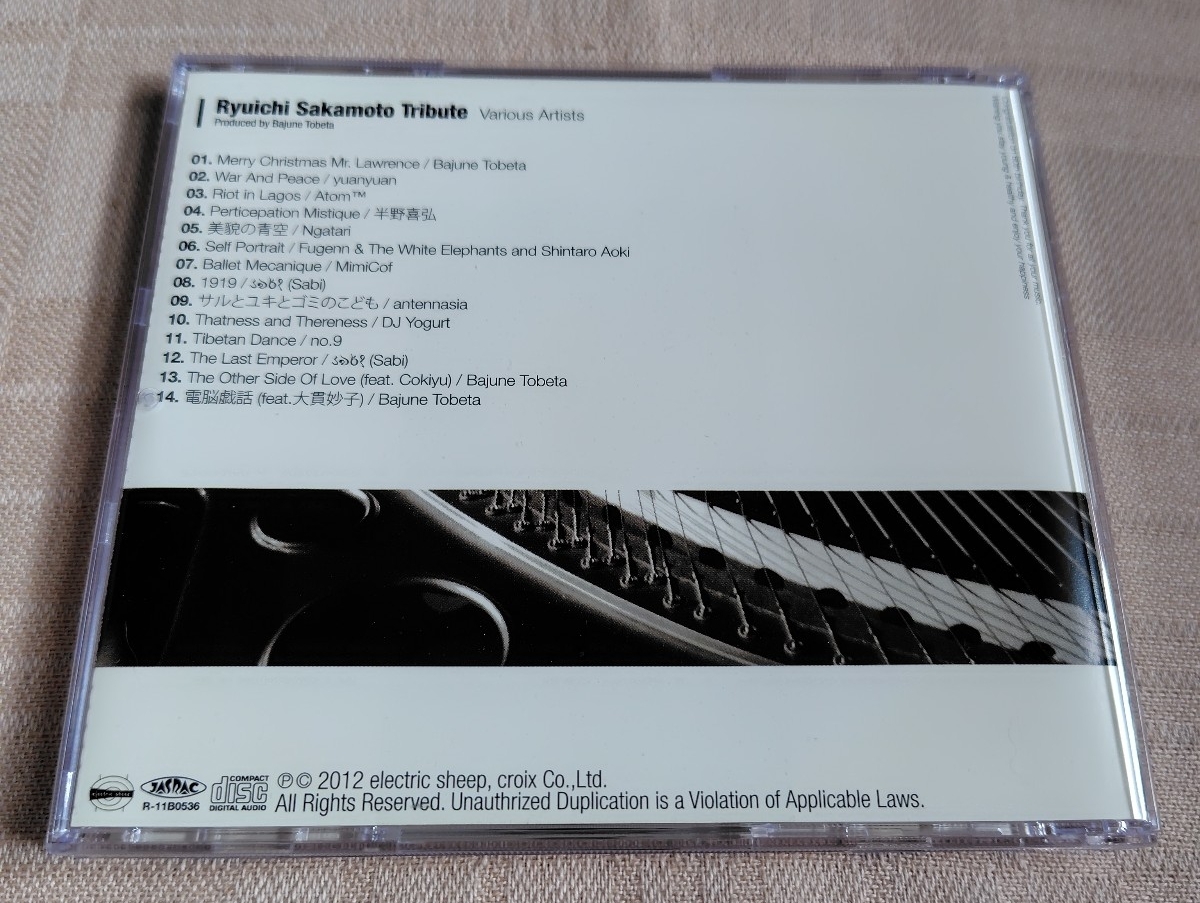 Ryuichi Sakamoto Tribute Various Artists
Produced by Bajune Tobeta
01. Merry Christmas Mr. Lawrence / Bajune Tobeta
02. War And Peace / yuanyuan
03. Riot in Lagos / Atom™
04. Perticepation Mistique / 半野喜弘
05. 美貌の青空 / Ngatari
06. Self Portrait / Fugenn & The White Elephants and Shintaro Aoki
07. Ballet Mecanique / MimiCof
08. 1919 / (Sabi)
09. サルとユキとゴミのこども / antennasia
10. Thatness and Thereness / DJ Yogurt
11. Tibetan Dance / no.9
12. The Last Emperor / (Sabi)
13. The Other Side Of Love (feat. Cokiyu) / Bajune Tobeta
14. 電脳戯話 (feat.大貫妙子) / Bajune Tobeta
electric sheep
JASRAC
R-11B0536
COMPACT
disc
DIGITAL AUDIO
℗© 2012 electric sheep, croix Co.,Ltd.
All Rights Reserved. Unauthrized Duplication is a Violation of Applicable Laws.